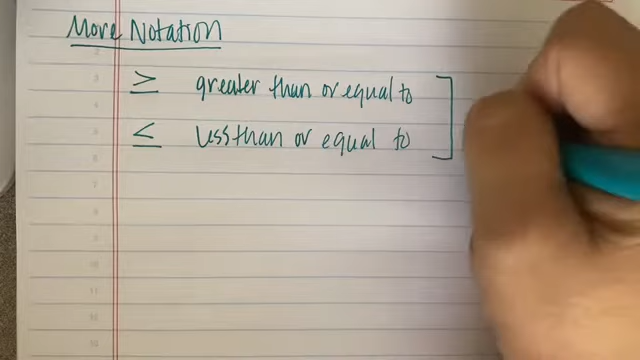 More Notation
≥ greater than or equal to
≤ less than or equal to